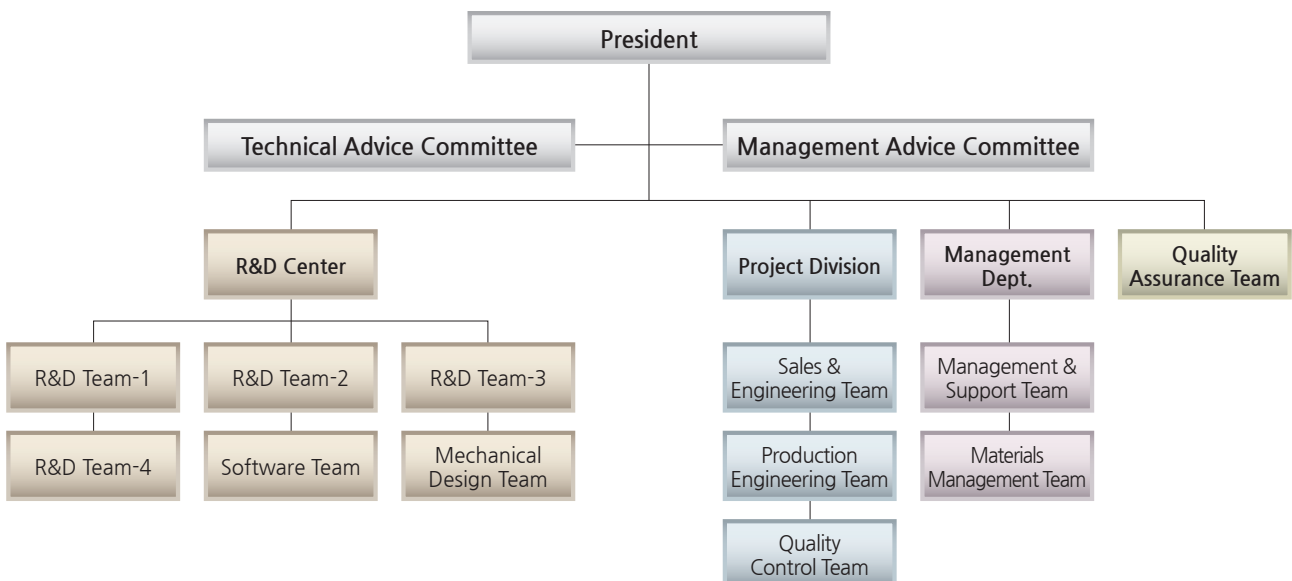 President
Technical Advice Committee
Management Advice Committee
R&D Center
Project Division
Management
Dept.
Quality
Assurance Team
R&D Team-1
R&D Team-2
R&D Team-3
Sales &
Engineering Team
Management &
Support Team
R&D Team-4
Software Team
Mechanical
Design Team
Production
Engineering Team
Materials
Management Team
Quality
Control Team